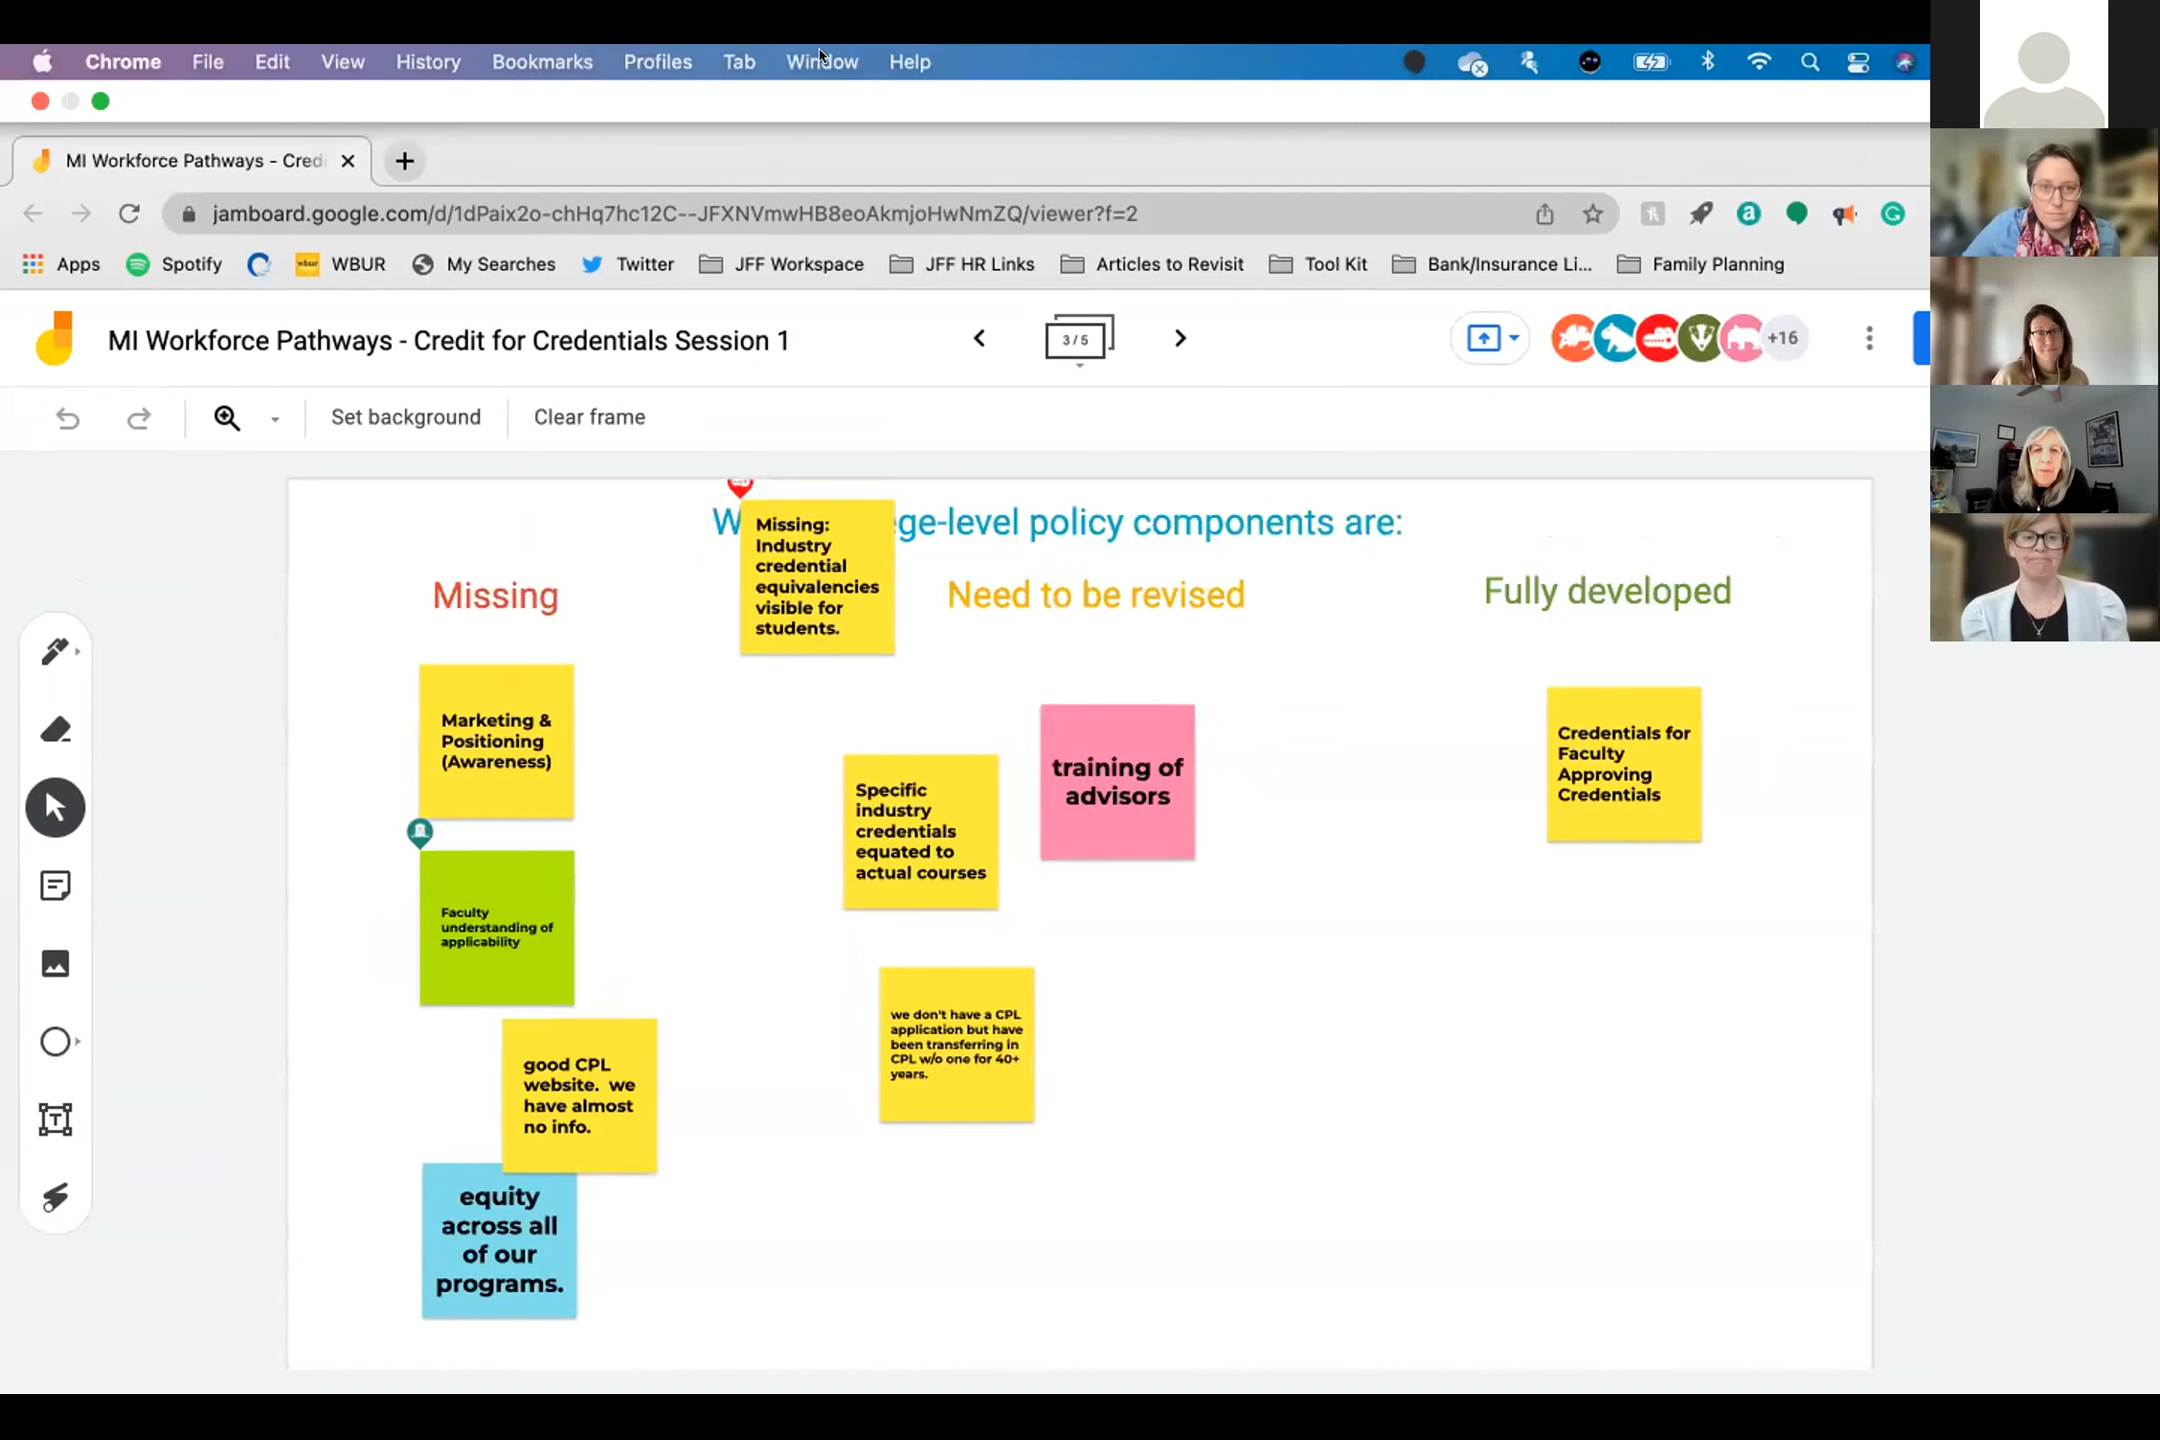 Chrome File Edit View History Bookmarks Profiles Tab Window Help
MI Workforce Pathways - Credi
jamboard.google.com/d/1dPaix2o-chHq7hc12C--JFXNVmwHB8eoAkmjoHwNmZQ/viewer?f=2
Apps Spotify WBUR My Searches Twitter JFF Workspace JFF HR Links Articles to Revisit Tool Kit Bank/Insurance Li... Family Planning
MI Workforce Pathways - Credit for Credentials Session 1
3 / 5
+16
Set background Clear frame
ge-level policy components are:
Missing:
Industry
credential
equivalencies
visible for
students.
Missing
Need to be revised
Fully developed
Marketing &
Positioning
(Awareness)
Faculty
understanding of
applicability
good CPL
website. we
have almost
no info.
equity
across all
of our
programs.
Specific
industry
credentials
equated to
actual courses
training of
advisors
we don't have a CPL
application but have
been transferring in
CPL w/o one for 40+
years.
Credentials for
Faculty
Approving
Credentials